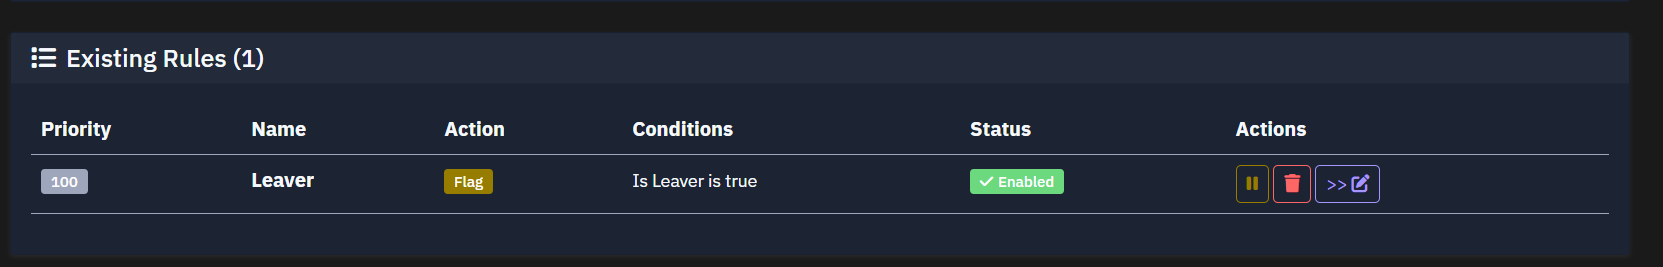 Existing Rules (1)
Priority Name Action Conditions Status Actions
100 Leaver Flag Is Leaver is true Enabled >>